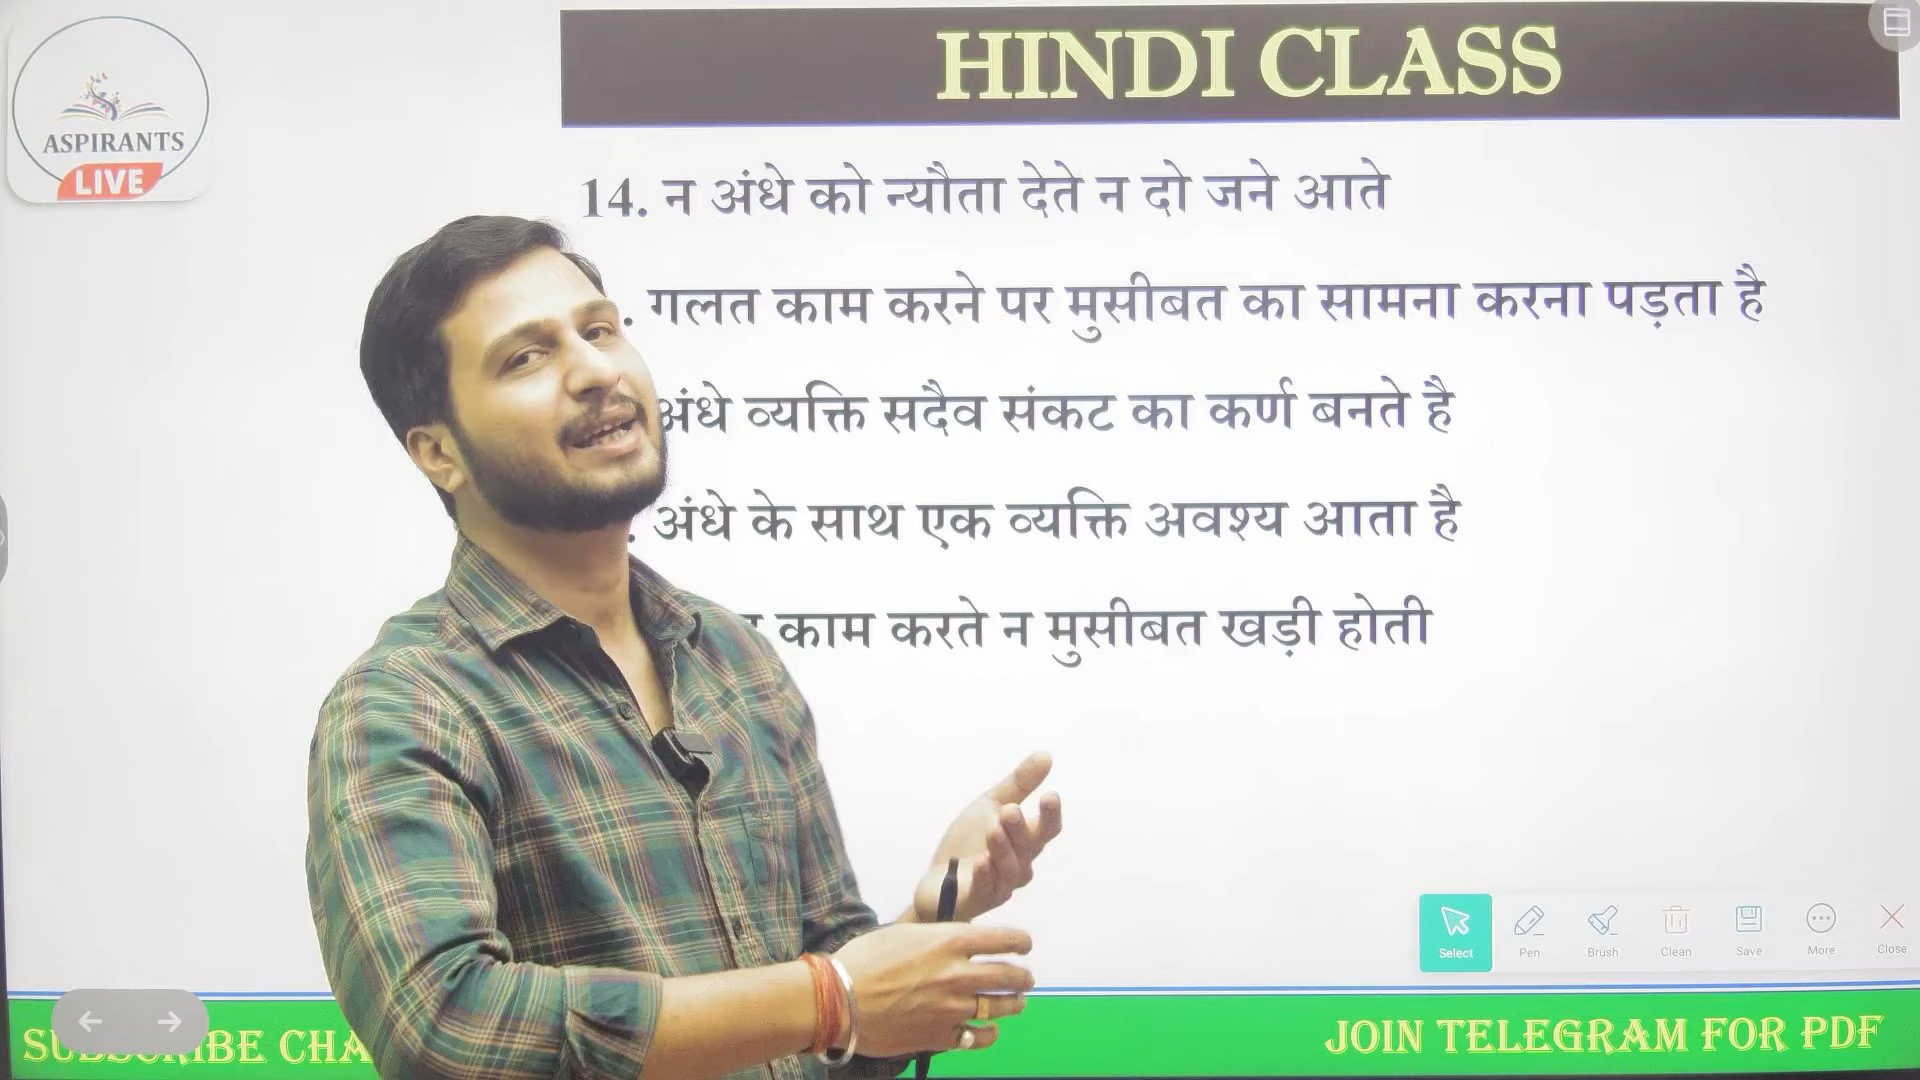 HINDI CLASS
ASPIRANTS
LIVE
14. न अंधे को न्यौता देते न दो जने आते
. गलत काम करने पर मुसीबत का सामना करना पड़ता है
अंधे व्यक्ति सदैव संकट का कर्ण बनते है
. अंधे के साथ एक व्यक्ति अवश्य आता है
काम करते न मुसीबत खड़ी होती
Select Pen Brush Clean Save More Close
JOIN TELEGRAM FOR PDF